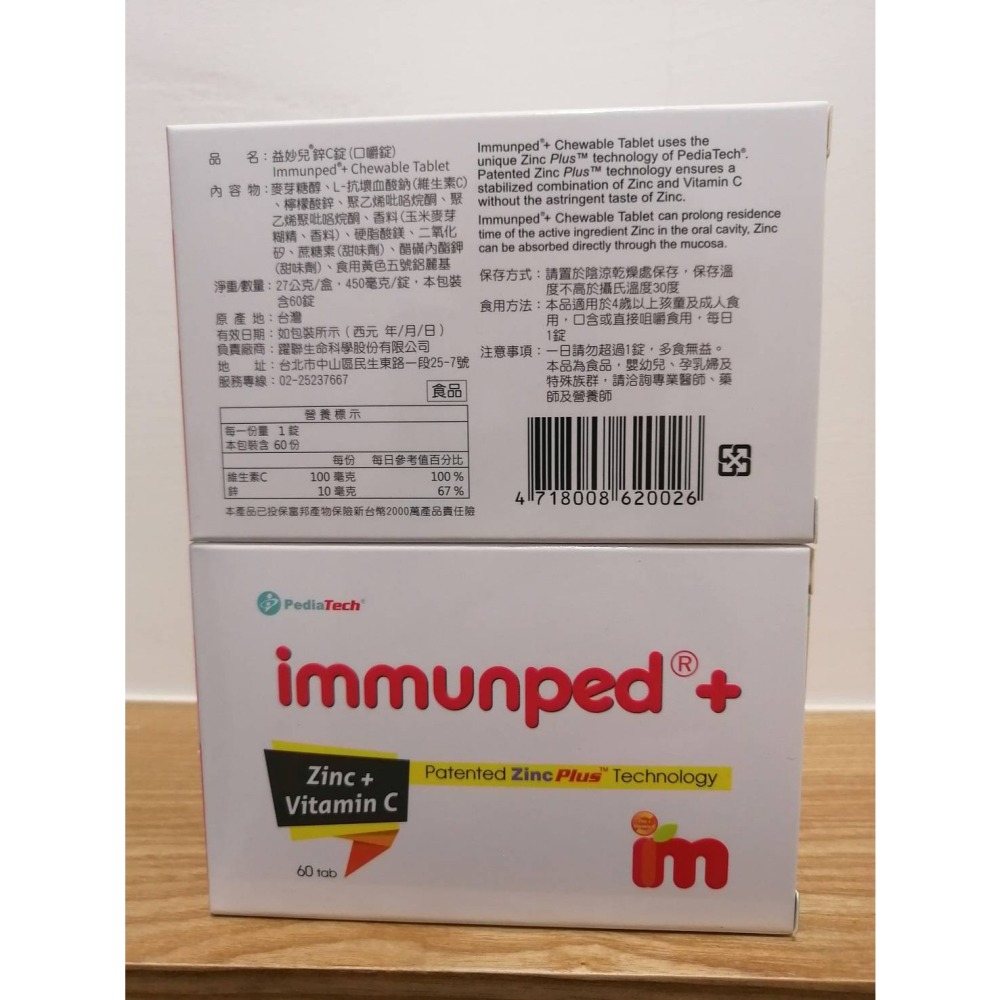 品 名：益妙兒®鋅C錠(口嚼錠)
Immunped®+ Chewable Tablet
內 容 物：麥芽糖醇、L-抗壞血酸鈉(維生素C)
、檸檬酸鋅、聚乙烯吡咯烷酮、聚
乙烯聚吡咯烷酮、香料(玉米麥芽
糊精、香料)、硬脂酸鎂、二氧化
矽、蔗糖素(甜味劑)、醋磺內酯鉀
(甜味劑)、食用黃色五號鋁麗基
淨重/數量：27公克/盒，450毫克/錠，本包裝
含60錠
原 產 地：台灣
有效日期：如包裝所示（西元 年/月/日）
負責廠商：躍聯生命科學股份有限公司
地 址：台北市中山區民生東路一段25-7號
服務專線：02-25237667
食品
營養標示
每一份量 1 錠
本包裝含 60 份
每份 每日參考值百分比
維生素C 100 毫克 100 %
鋅 10 毫克 67 %
本產品已投保富邦產物保險新台幣2000萬產品責任險
Immunped®+ Chewable Tablet uses the
unique Zinc Plus™ technology of PediaTech®.
Patented Zinc Plus™ technology ensures a
stabilized combination of Zinc and Vitamin C
without the astringent taste of Zinc.
Immunped®+ Chewable Tablet can prolong residence
time of the active ingredient Zinc in the oral cavity, Zinc
can be absorbed directly through the mucosa.
保存方式：請置於陰涼乾燥處保存，保存溫
度不高於攝氏溫度30度
食用方法：本品適用於4歲以上孩童及成人食
用，口含或直接咀嚼食用，每日
1錠
注意事項：一日請勿超過1錠，多食無益。
本品為食品，嬰幼兒、孕乳婦及
特殊族群，請洽詢專業醫師、藥
師及營養師
4 718008 620026
PediaTech®
immunped®+
Zinc +
Vitamin C
Patented Zinc Plus™ Technology
60 tab
im